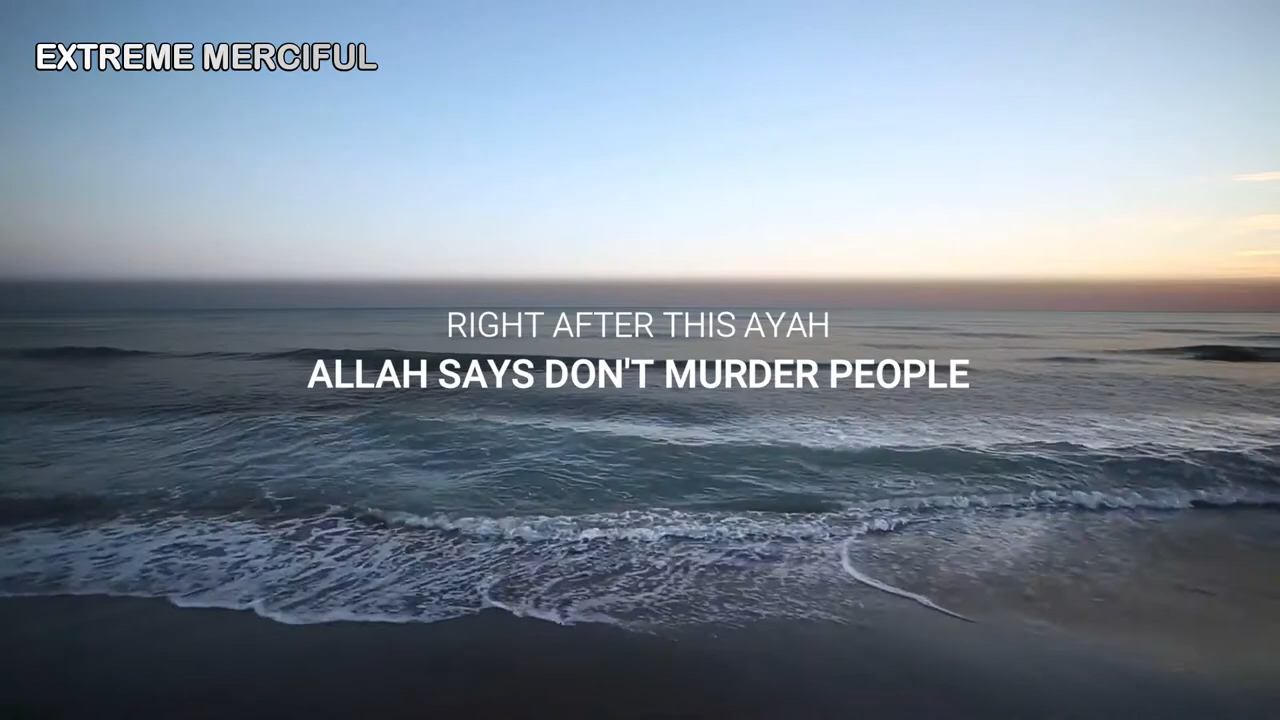 EXTREME MERCIFUL
RIGHT AFTER THIS AYAH
ALLAH SAYS DON'T MURDER PEOPLE